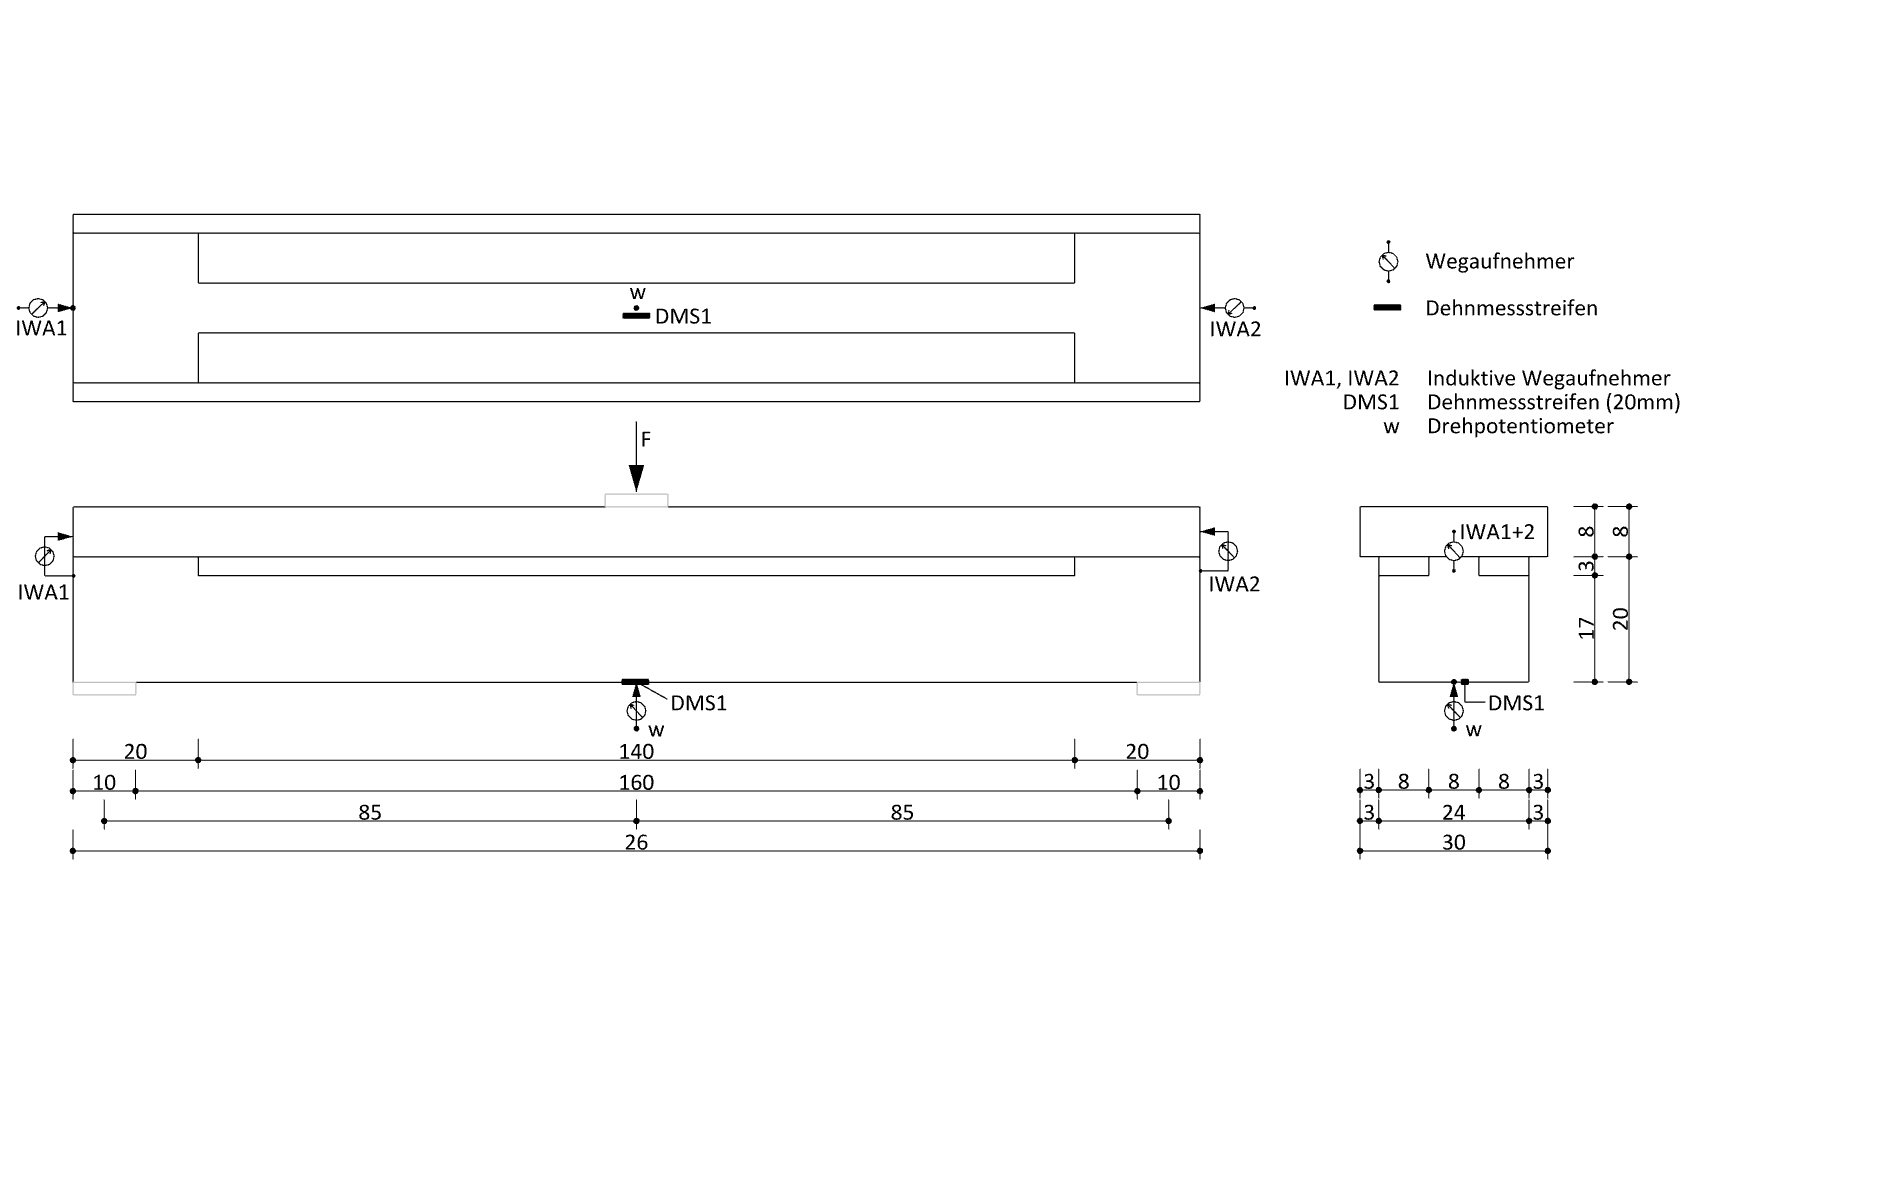 w
DMS1
IWA1
IWA2
Wegaufnehmer
Dehnmessstreifen
IWA1, IWA2 Induktive Wegaufnehmer
DMS1 Dehnmessstreifen (20mm)
w Drehpotentiometer
F
IWA1
IWA2
DMS1
w
20 140 20
10 160 10
85 85
26
IWA1+2
8 8
3
17 20
DMS1
w
3 8 8 8 3
3 24 3
30